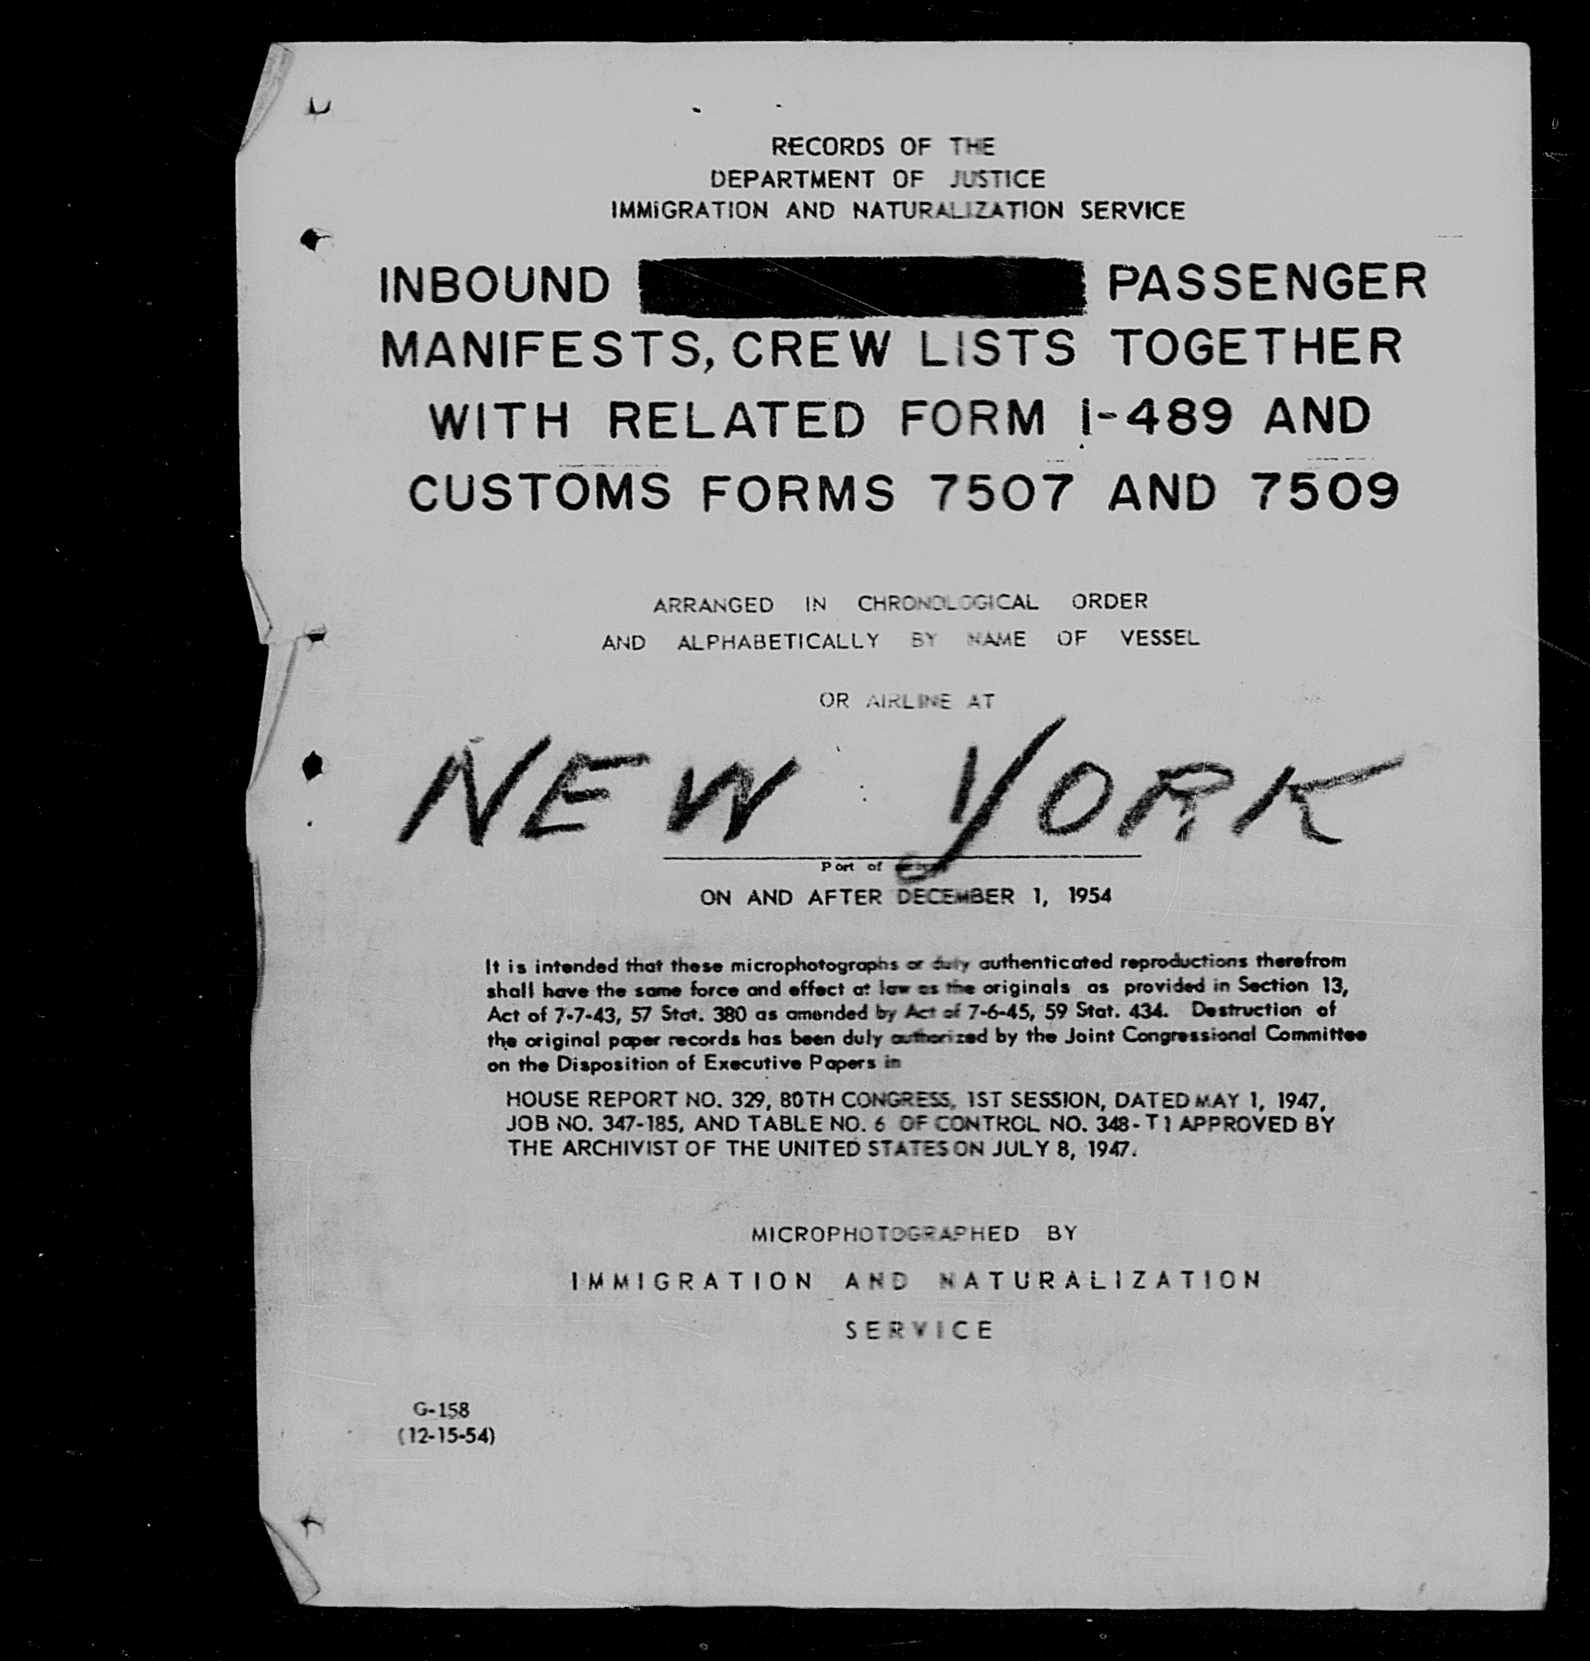 RECORDS OF THE
DEPARTMENT OF JUSTICE
IMMIGRATION AND NATURALIZATION SERVICE
INBOUND PASSENGER
MANIFESTS, CREW LISTS TOGETHER
WITH RELATED FORM I-489 AND
CUSTOMS FORMS 7507 AND 7509
ARRANGED IN CHRONOLOGICAL ORDER
AND ALPHABETICALLY BY NAME OF VESSEL
OR AIRLINE AT
NEW YORK
Port of
ON AND AFTER DECEMBER 1, 1954
It is intended that these microphotographs or duly authenticated reproductions therefrom
shall have the same force and effect at law as the originals as provided in Section 13,
Act of 7-7-43, 57 Stat. 380 as amended by Act of 7-6-45, 59 Stat. 434. Destruction of
the original paper records has been duly authorized by the Joint Congressional Committee
on the Disposition of Executive Papers in
HOUSE REPORT NO. 329, 80TH CONGRESS, 1ST SESSION, DATED MAY 1, 1947,
JOB NO. 347-185, AND TABLE NO. 6 OF CONTROL NO. 348-T1 APPROVED BY
THE ARCHIVIST OF THE UNITED STATES ON JULY 8, 1947.
MICROPHOTOGRAPHED BY
IMMIGRATION AND NATURALIZATION
SERVICE
G-158
(12-15-54)